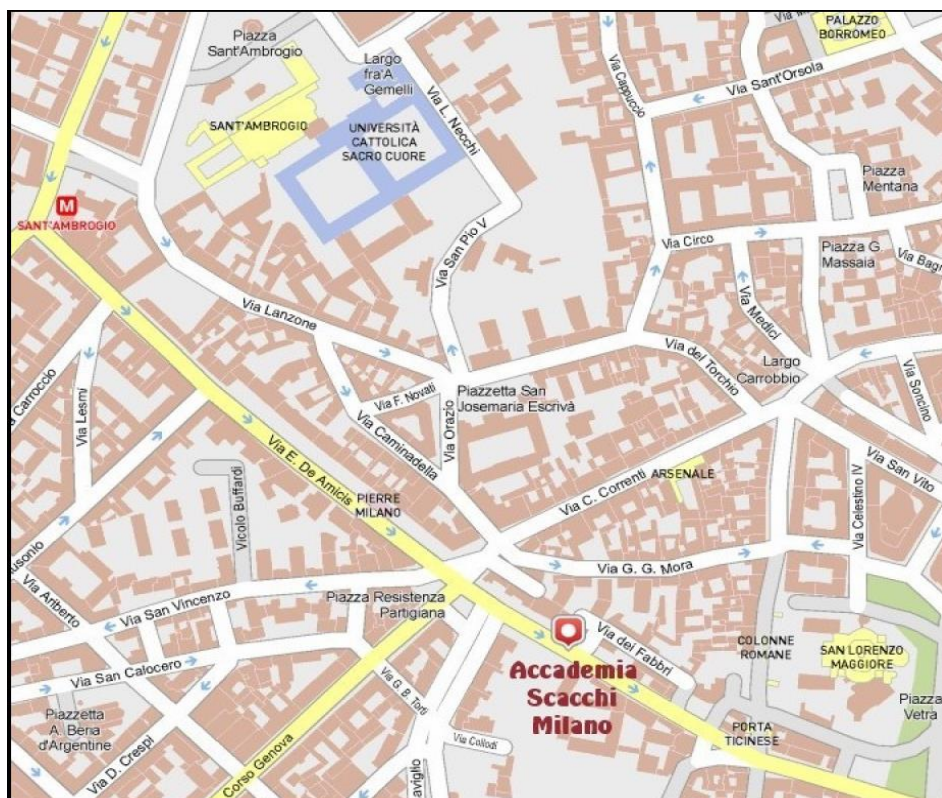 Piazza
Sant'Ambrogio
Largo
fra'A
Gemelli
PALAZZO
BORROMEO
Via Sant'Orsola
Via Cappuccio
Via L. Necchi
SANT'AMBROGIO
UNIVERSITÀ
CATTOLICA
SACRO CUORE
Piazza
Mentana
M
SANT'AMBROGIO
Via San Pio V
Via Circo
Piazza G.
Massaia
Via Bagn
Via Lanzone
Via Medici
Via del Torchio
Largo
Carrobbio
Via Soncino
a Carroccio
Via Lesmi
Via F. Novati
Piazzetta San
Josemaria Escrivà
Via Orazio
Via Caminadella
Via E. De Amicis
Vicolo Buffardi
PIERRE
MILANO
Via C. Correnti
ARSENALE
Via San Vito
Via Celestino IV
usonio
Via Ariberto
Via G. G. Mora
Via San Vincenzo
Piazza Resistenza
Partigiana
Via dei Fabbri
COLONNE
ROMANE
SAN LORENZO
MAGGIORE
Via San Calocero
Via G. B. Torti
Accademia
Scacchi
Milano
Piazza
Vetra
Piazzetta
A. Beria
d'Argentine
Via D. Crespi
Corso Genova
Via Collodi
PORTA
TICINESE
aviglio